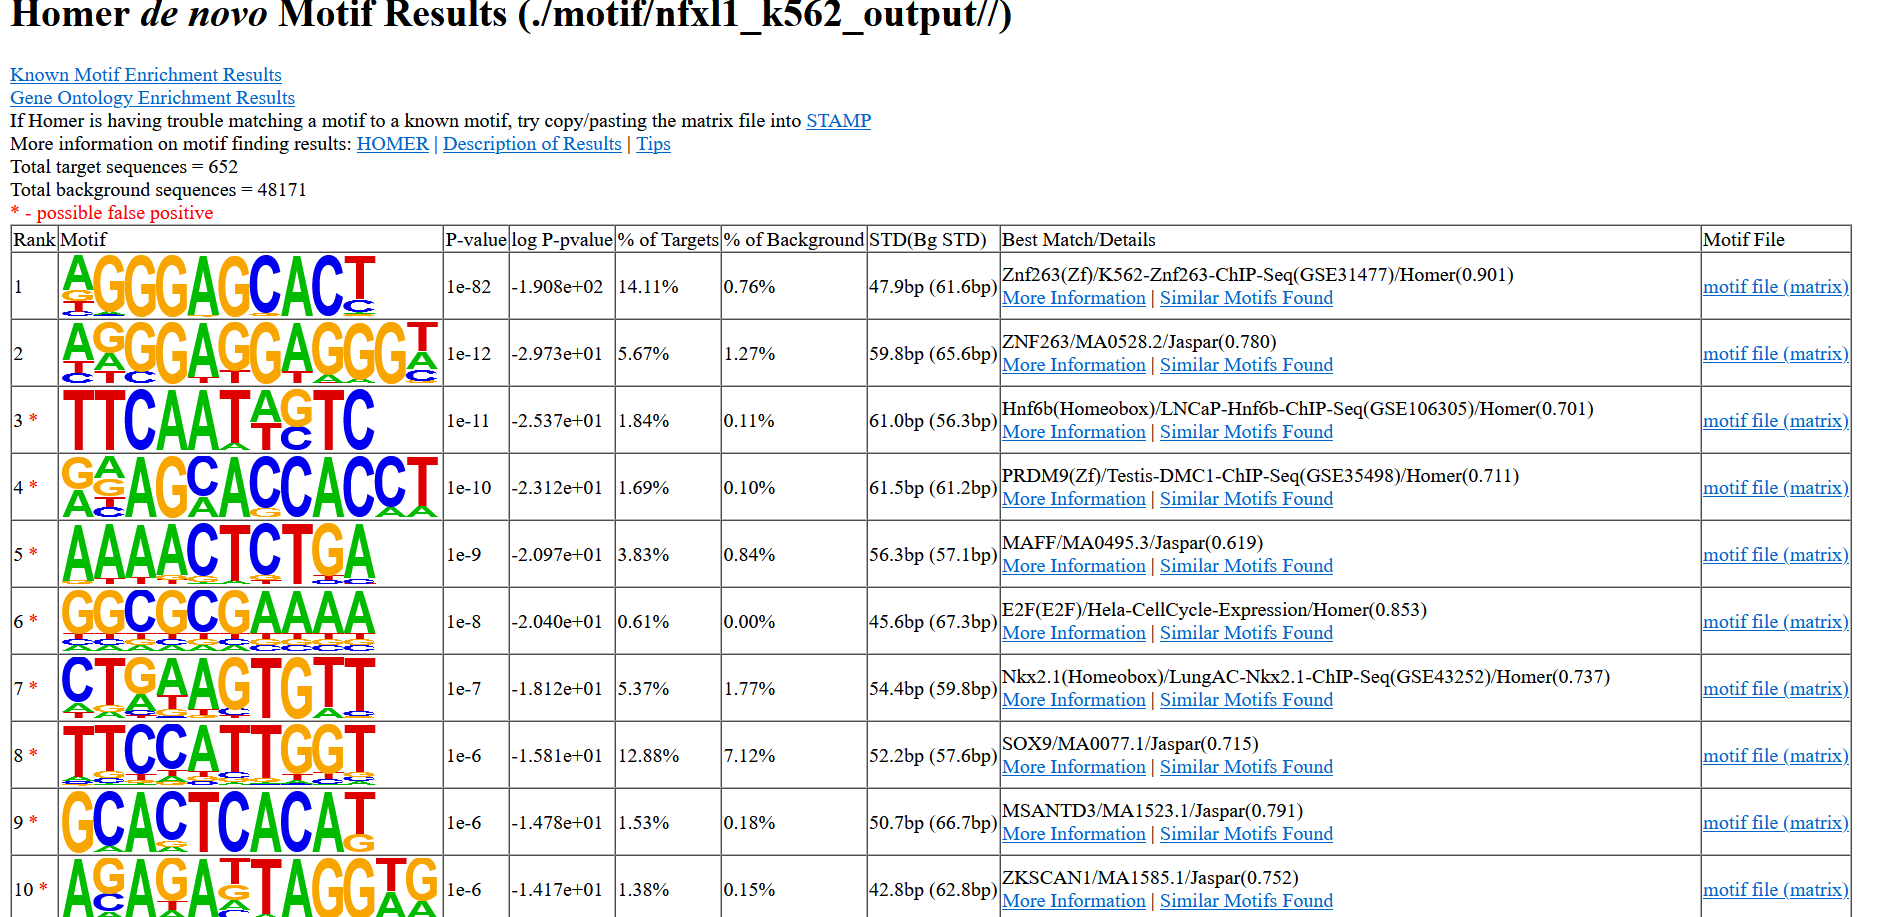 Homer de novo Motif Results (./motif/nfxl1_k562_output//)
Known Motif Enrichment Results
Gene Ontology Enrichment Results
If Homer is having trouble matching a motif to a known motif, try copy/pasting the matrix file into STAMP
More information on motif finding results: HOMER | Description of Results | Tips
Total target sequences = 652
Total background sequences = 48171
* - possible false positive
Rank Motif P-value log P-pvalue % of Targets % of Background STD(Bg STD) Best Match/Details Motif File
1 AGGGAGCACT 1e-82 -1.908e+02 14.11% 0.76% 47.9bp (61.6bp) Znf263(Zf)/K562-Znf263-ChIP-Seq(GSE31477)/Homer(0.901)
More Information | Similar Motifs Found motif file (matrix)
2 AGGGAGGAGGGT 1e-12 -2.973e+01 5.67% 1.27% 59.8bp (65.6bp) ZNF263/MA0528.2/Jaspar(0.780)
More Information | Similar Motifs Found motif file (matrix)
3 * TTCAATAGTC 1e-11 -2.537e+01 1.84% 0.11% 61.0bp (56.3bp) Hnf6b(Homeobox)/LNCaP-Hnf6b-ChIP-Seq(GSE106305)/Homer(0.701)
More Information | Similar Motifs Found motif file (matrix)
4 * GAAGCACCACCT 1e-10 -2.312e+01 1.69% 0.10% 61.5bp (61.2bp) PRDM9(Zf)/Testis-DMC1-ChIP-Seq(GSE35498)/Homer(0.711)
More Information | Similar Motifs Found motif file (matrix)
5 * AAAACTCTGA 1e-9 -2.097e+01 3.83% 0.84% 56.3bp (57.1bp) MAFF/MA0495.3/Jaspar(0.619)
More Information | Similar Motifs Found motif file (matrix)
6 * GGCGCGAAAA 1e-8 -2.040e+01 0.61% 0.00% 45.6bp (67.3bp) E2F(E2F)/Hela-CellCycle-Expression/Homer(0.853)
More Information | Similar Motifs Found motif file (matrix)
7 * CTGAAGTGTT 1e-7 -1.812e+01 5.37% 1.77% 54.4bp (59.8bp) Nkx2.1(Homeobox)/LungAC-Nkx2.1-ChIP-Seq(GSE43252)/Homer(0.737)
More Information | Similar Motifs Found motif file (matrix)
8 * TTCCATTGGT 1e-6 -1.581e+01 12.88% 7.12% 52.2bp (57.6bp) SOX9/MA0077.1/Jaspar(0.715)
More Information | Similar Motifs Found motif file (matrix)
9 * GCACTCACAT 1e-6 -1.478e+01 1.53% 0.18% 50.7bp (66.7bp) MSANTD3/MA1523.1/Jaspar(0.791)
More Information | Similar Motifs Found motif file (matrix)
10 * AGAGATTAGGTG 1e-6 -1.417e+01 1.38% 0.15% 42.8bp (62.8bp) ZKSCAN1/MA1585.1/Jaspar(0.752)
More Information | Similar Motifs Found motif file (matrix)